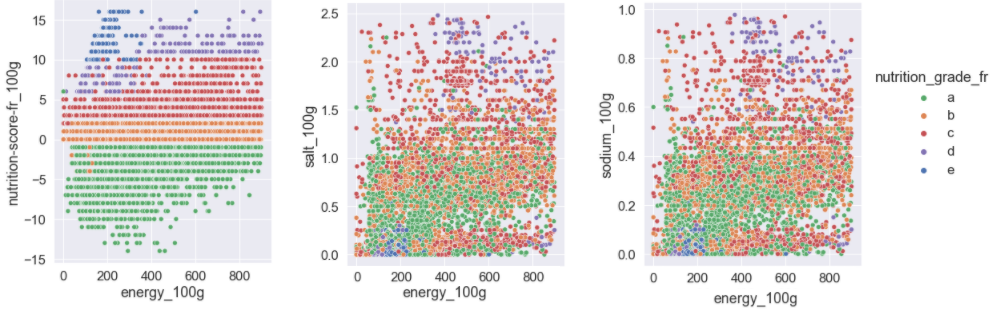 nutrition-score-fr_100g
15
10
5
0
−5
−10
−15
0 200 400 600 800
energy_100g
salt_100g
2.5
2.0
1.5
1.0
0.5
0.0
0 200 400 600 800
energy_100g
sodium_100g
1.0
0.8
0.6
0.4
0.2
0.0
0 200 400 600 800
energy_100g
nutrition_grade_fr
a
b
c
d
e